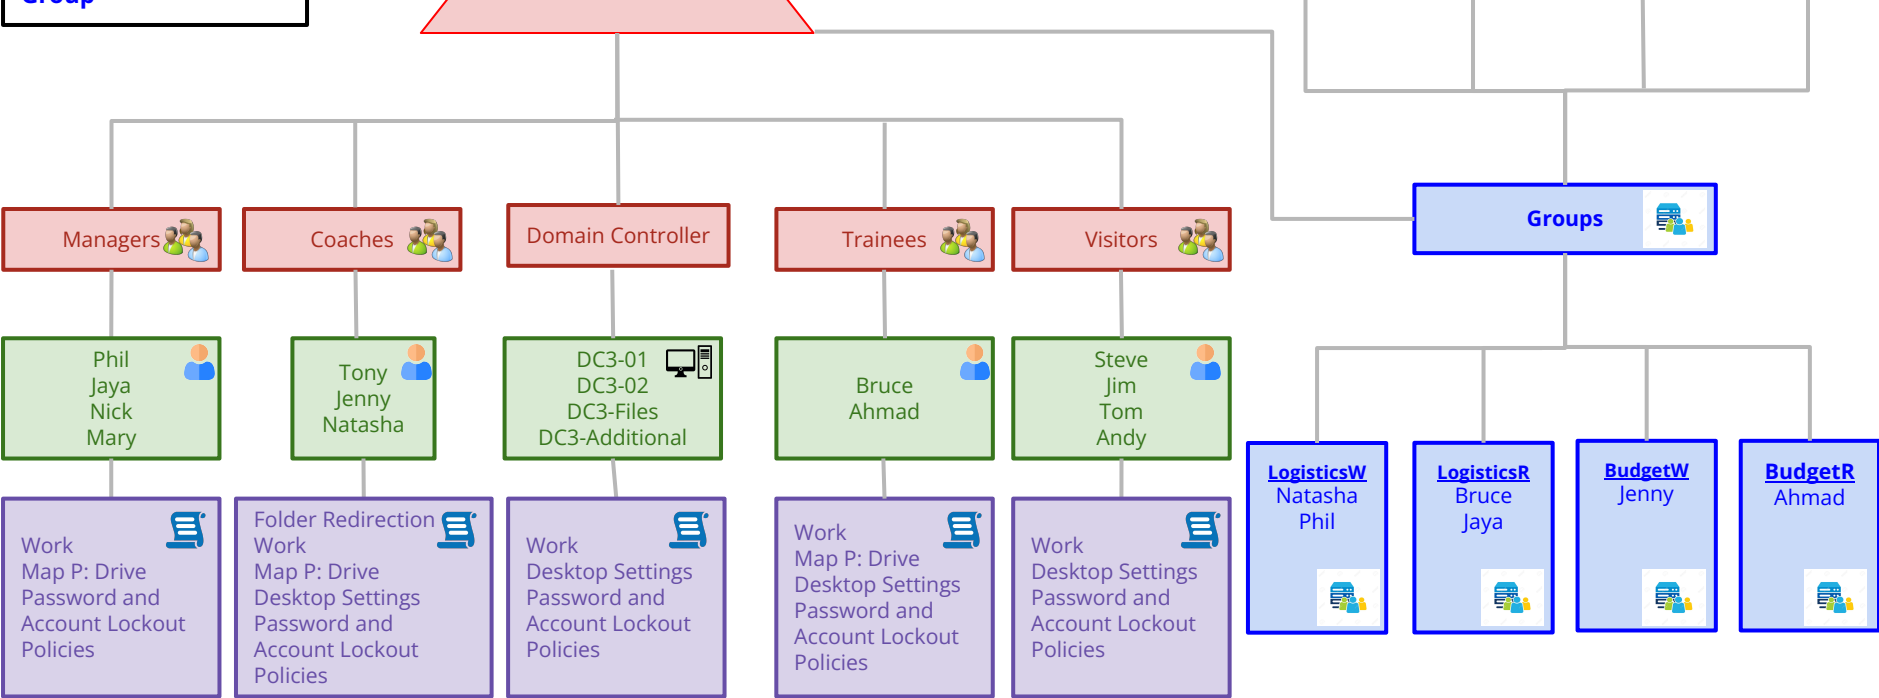 Group
Managers
Coaches
Domain Controller
Trainees
Visitors
Groups
Phil
Jaya
Nick
Mary
Tony
Jenny
Natasha
DC3-01
DC3-02
DC3-Files
DC3-Additional
Bruce
Ahmad
Steve
Jim
Tom
Andy
LogisticsW
Natasha
Phil
LogisticsR
Bruce
Jaya
BudgetW
Jenny
BudgetR
Ahmad
Work
Map P: Drive
Password and
Account Lockout
Policies
Folder Redirection
Work
Map P: Drive
Desktop Settings
Password and
Account Lockout
Policies
Work
Desktop Settings
Password and
Account Lockout
Policies
Work
Map P: Drive
Desktop Settings
Password and
Account Lockout
Policies
Work
Desktop Settings
Password and
Account Lockout
Policies